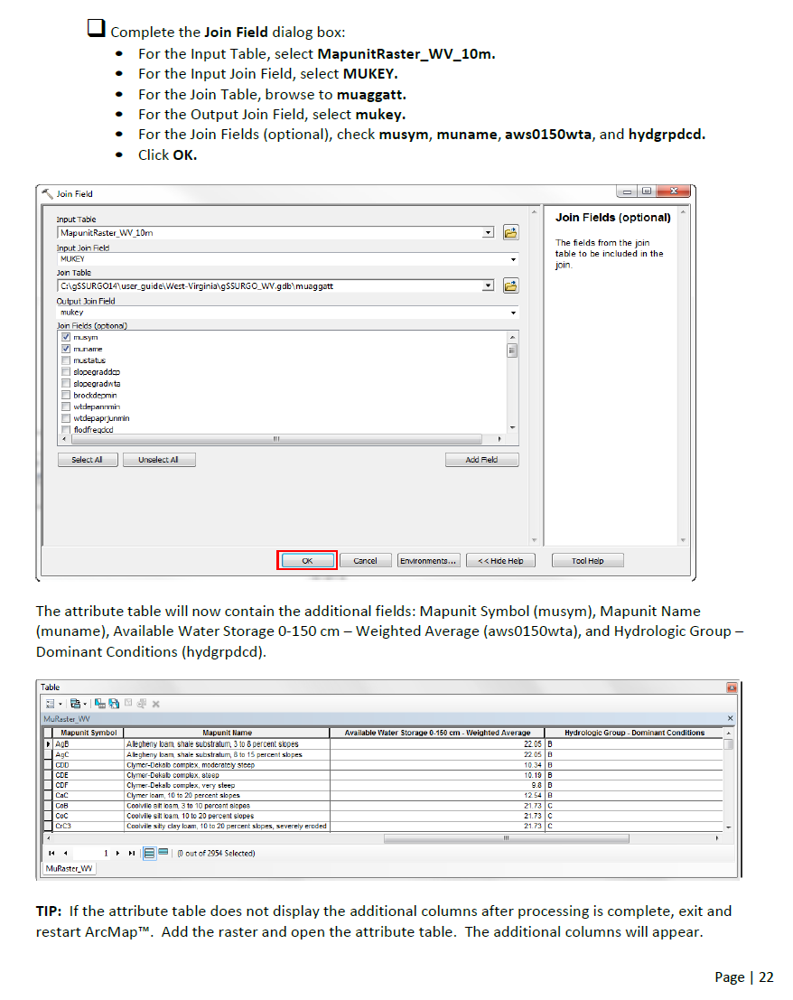 Complete the Join Field dialog box:
• For the Input Table, select MapunitRaster_WV_10m.
• For the Input Join Field, select MUKEY.
• For the Join Table, browse to muaggatt.
• For the Output Join Field, select mukey.
• For the Join Fields (optional), check musym, muname, aws0150wta, and hydgrpdcd.
• Click OK.
Join Field
Input Table
MapunitRaster_WV_10m
Input Join Field
MUKEY
Join Table
C:\gSSURGO14\user_guide\West-Virginia\gSSURGO_WV.gdb\muaggatt
Output Join Field
mukey
Join Fields (optional)
musym
muname
mustatus
slopegraddcp
slopegradwta
brockdepmin
wtdepannmin
wtdepaprjunmin
flodfreqdcd
Select All
Unselect All
Add Field
OK
Cancel
Environments...
<< Hide Help
Tool Help
Join Fields (optional)
The fields from the join
table to be included in the
join.
The attribute table will now contain the additional fields: Mapunit Symbol (musym), Mapunit Name
(muname), Available Water Storage 0-150 cm – Weighted Average (aws0150wta), and Hydrologic Group –
Dominant Conditions (hydgrpdcd).
Table
MuRaster_WV
Mapunit Symbol Mapunit Name Available Water Storage 0-150 cm - Weighted Average Hydrologic Group - Dominant Conditions
AgB Allegheny loam, shale substratum, 3 to 8 percent slopes 22.05 B
AgC Allegheny loam, shale substratum, 8 to 15 percent slopes 22.05 B
CDD Clymer-Dekalb complex, moderately steep 10.34 B
CDE Clymer-Dekalb complex, steep 10.19 B
CDF Clymer-Dekalb complex, very steep 9.8 B
CaC Clymer loam, 10 to 20 percent slopes 12.54 B
CoB Coolville silt loam, 3 to 10 percent slopes 21.73 C
CoC Coolville silt loam, 10 to 20 percent slopes 21.73 C
CrC3 Coolville silty clay loam, 10 to 20 percent slopes, severely eroded 21.73 C
1
(0 out of 2954 Selected)
MuRaster_WV
TIP: If the attribute table does not display the additional columns after processing is complete, exit and
restart ArcMap™. Add the raster and open the attribute table. The additional columns will appear.
Page | 22